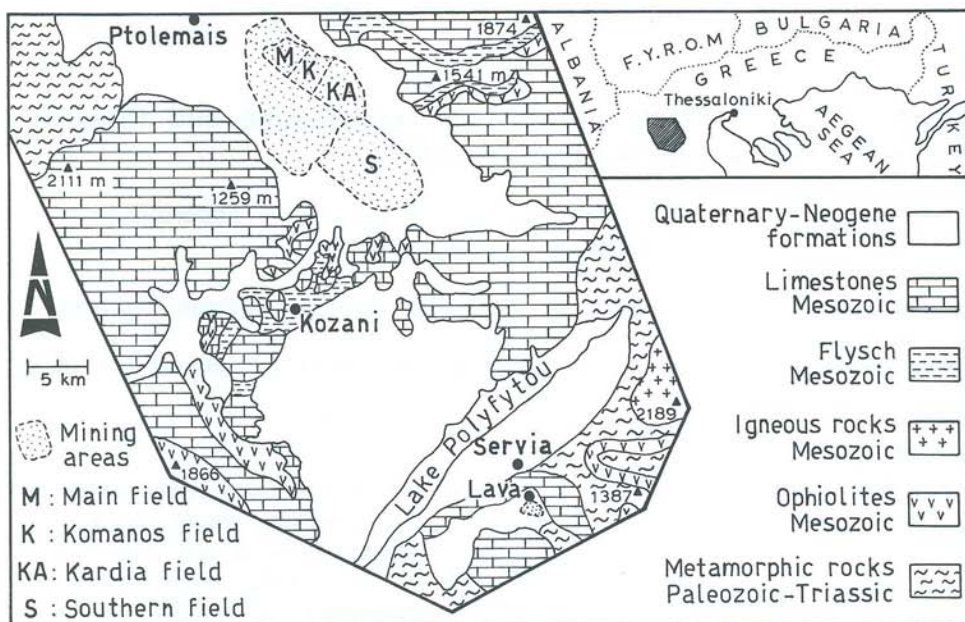 Ptolemais
M
K
KA
S
1874
1541 m
2111 m
1259 m
Kozani
N
5 km
Lake Polyfytou
Servia
Lava
2189
1387
1866
Mining
areas
M : Main field
K : Komanos field
KA : Kardia field
S : Southern field
ALBANIA
F.Y.R.O.M
BULGARIA
GREECE
TURKEY
Thessaloniki
AEGEAN
SEA
Quaternary-Neogene
formations
Limestones
Mesozoic
Flysch
Mesozoic
Igneous rocks
Mesozoic
Ophiolites
Mesozoic
Metamorphic rocks
Paleozoic-Triassic